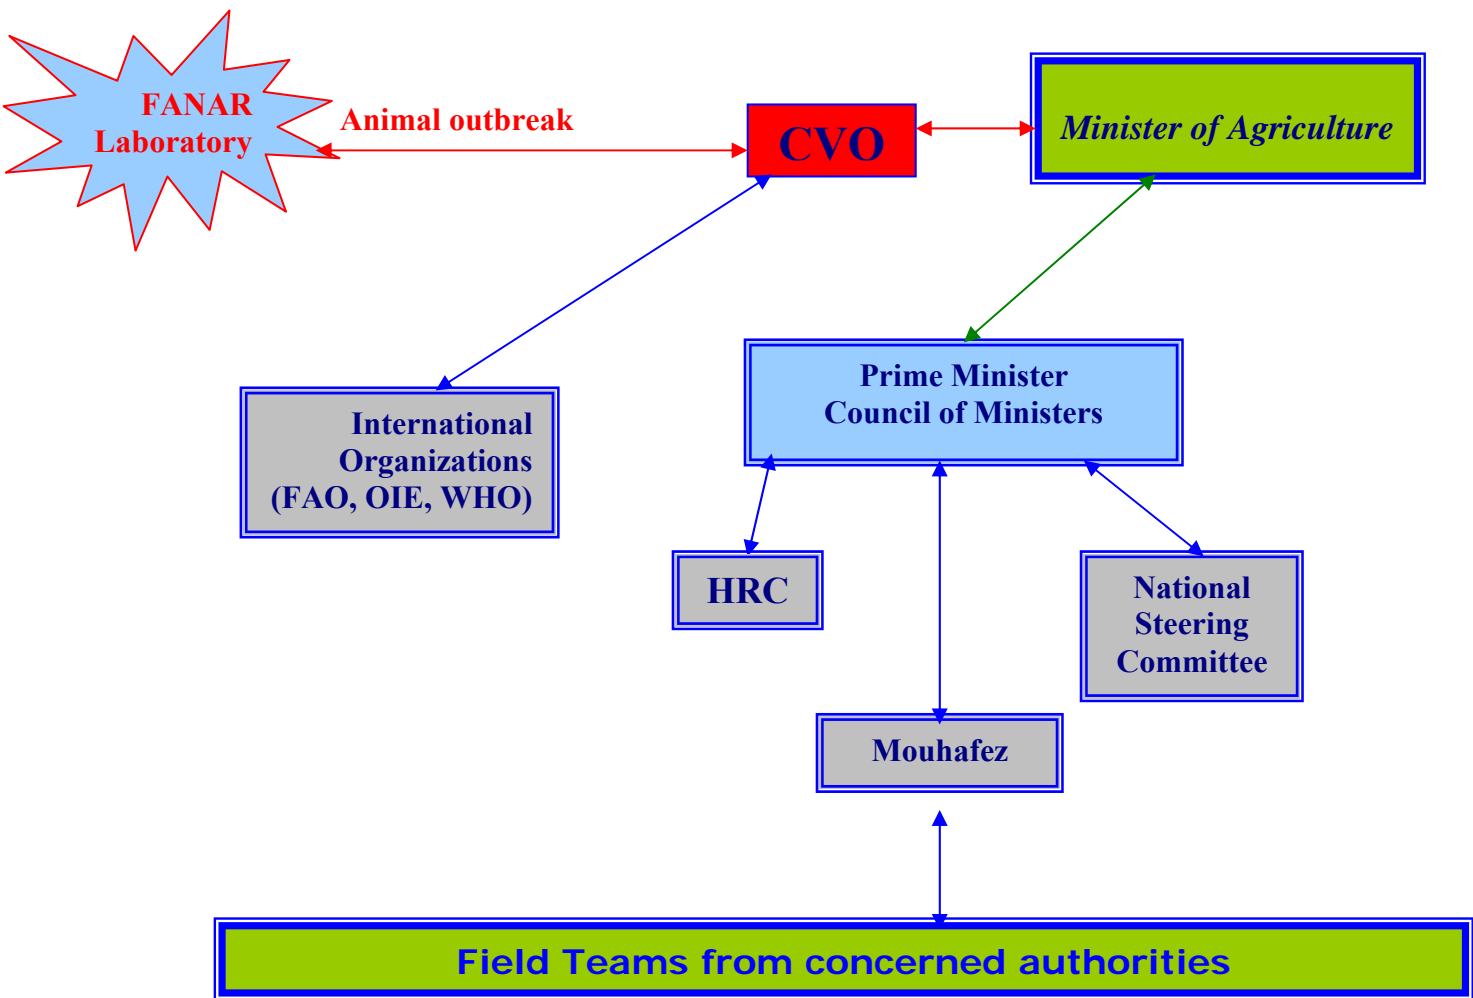 FANAR
Laboratory
Animal outbreak
CVO
Minister of Agriculture
Prime Minister
Council of Ministers
International
Organizations
(FAO, OIE, WHO)
HRC
National
Steering
Committee
Mouhafez
Field Teams from concerned authorities